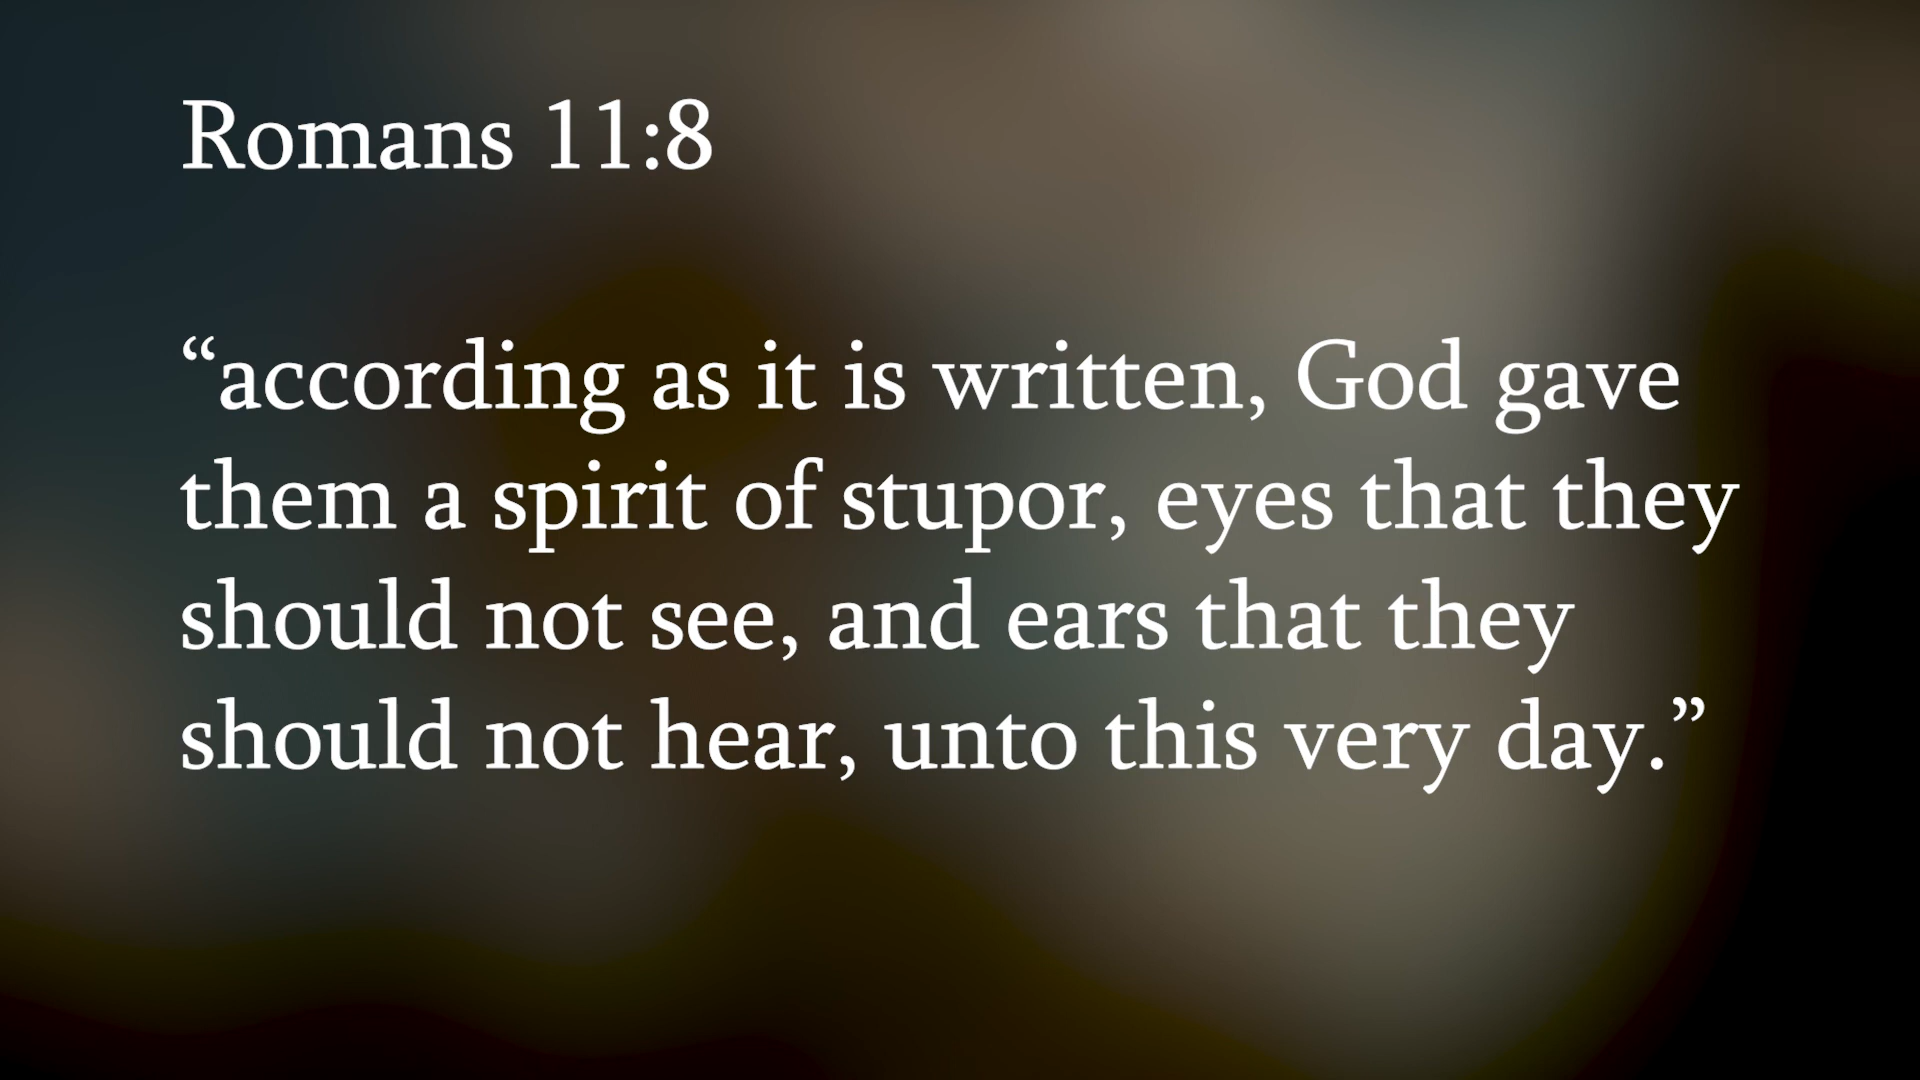 Romans 11:8
“according as it is written, God gave
them a spirit of stupor, eyes that they
should not see, and ears that they
should not hear, unto this very day.”